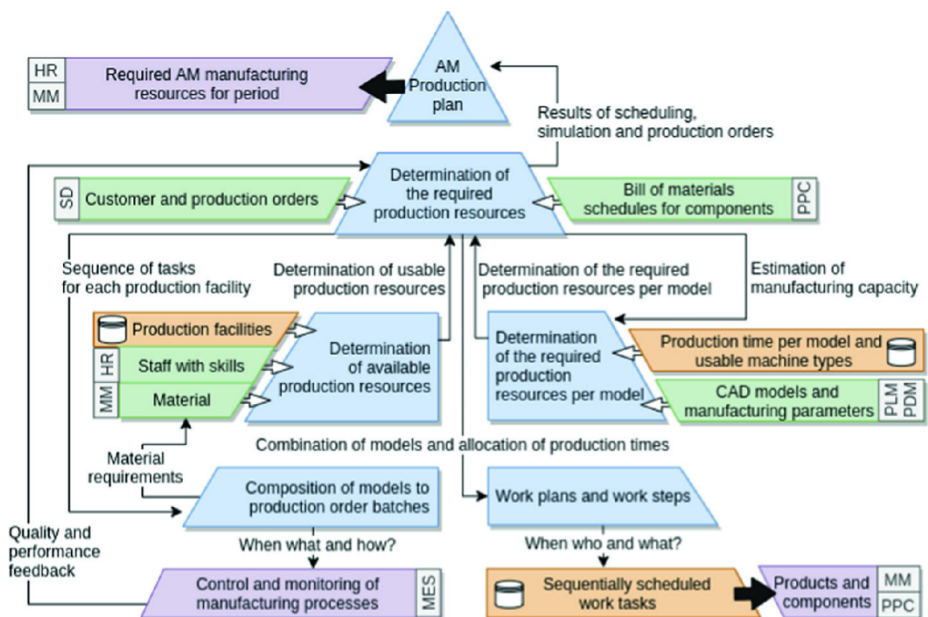 HR
MM
Required AM manufacturing
resources for period
AM
Production
plan
Results of scheduling,
simulation and production orders
SD
Customer and production orders
Determination of
the required
production resources
Bill of materials
schedules for components
PPC
Sequence of tasks
for each production facility
Determination of usable
production resources
Determination of the required
production resources per model
Estimation of
manufacturing capacity
Production facilities
HR
Staff with skills
MM
Material
Determination
of available
production resources
Determination
of the required
production
resources per model
Production time per model and
usable machine types
CAD models and
manufacturing parameters
PLM
PDM
Combination of models and allocation of production times
Material
requirements
Composition of models to
production order batches
Work plans and work steps
Quality and
performance
feedback
When what and how?
When who and what?
Control and monitoring of
manufacturing processes
MES
Sequentially scheduled
work tasks
Products and
components
MM
PPC